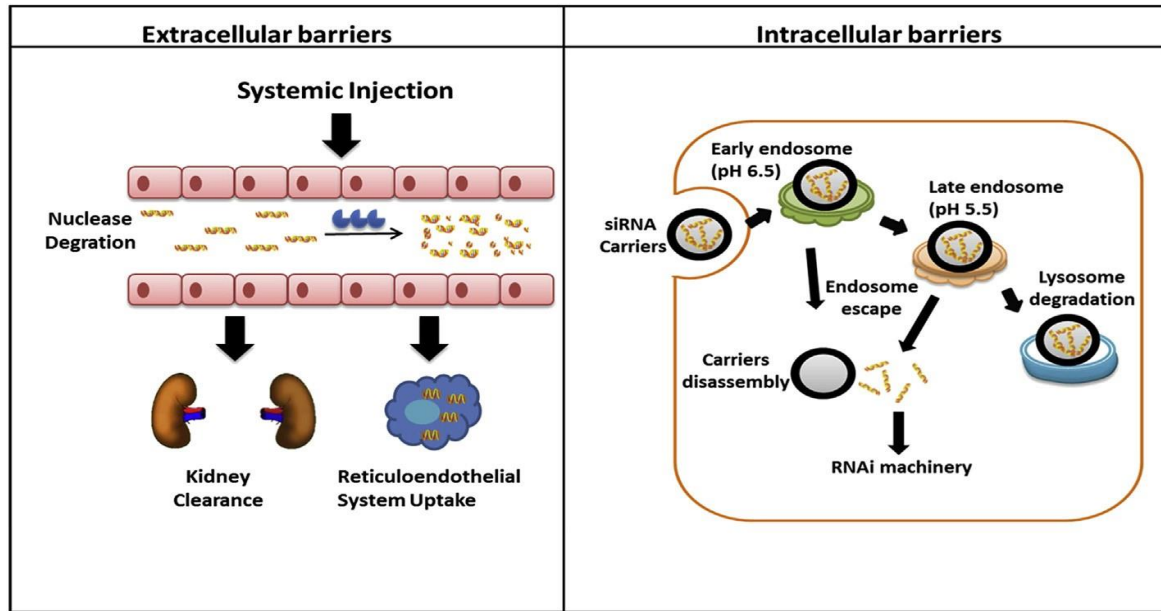 Extracellular barriers
Systemic Injection
Nuclease
Degration
Kidney
Clearance
Reticuloendothelial
System Uptake
Intracellular barriers
Early endosome
(pH 6.5)
Late endosome
(pH 5.5)
siRNA
Carriers
Lysosome
degradation
Endosome
escape
Carriers
disassembly
RNAi machinery